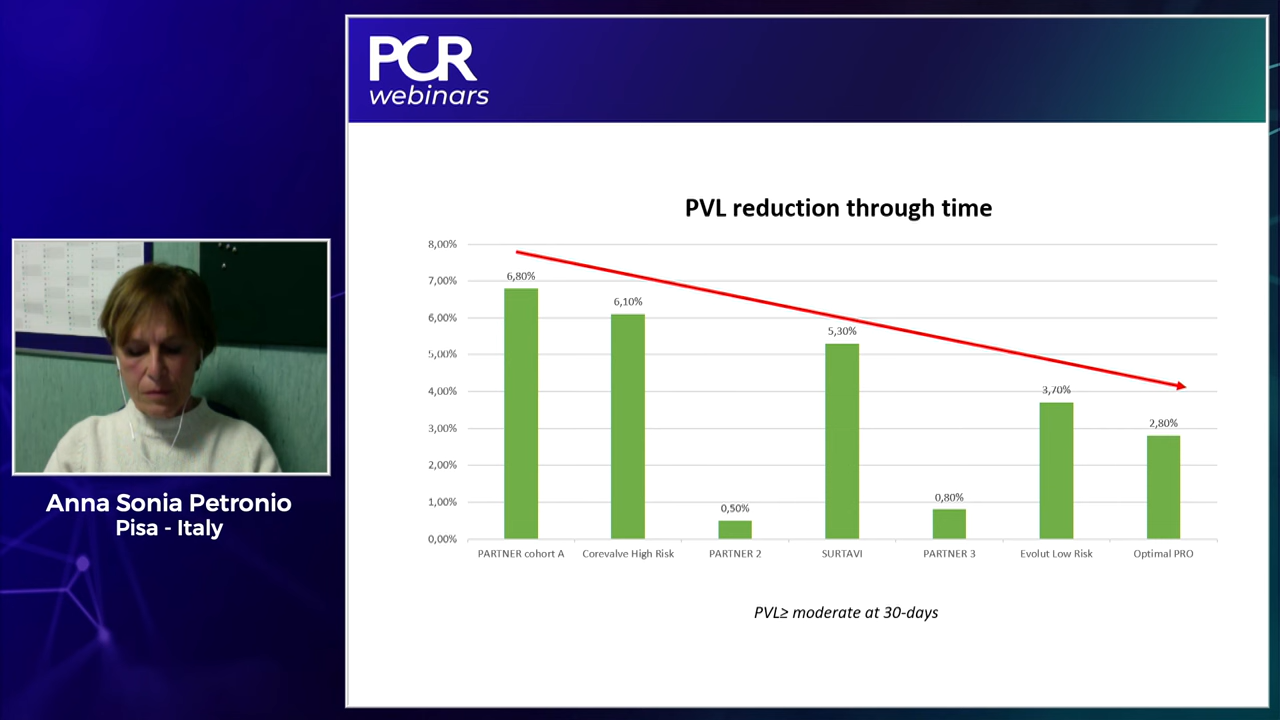 PCR
webinars
Anna Sonia Petronio
Pisa - Italy
PVL reduction through time
8,00%
7,00%
6,00%
5,00%
4,00%
3,00%
2,00%
1,00%
0,00%
6,80%
6,10%
0,50%
5,30%
0,80%
3,70%
2,80%
PARTNER cohort A
Corevalve High Risk
PARTNER 2
SURTAVI
PARTNER 3
Evolut Low Risk
Optimal PRO
PVL≥ moderate at 30-days